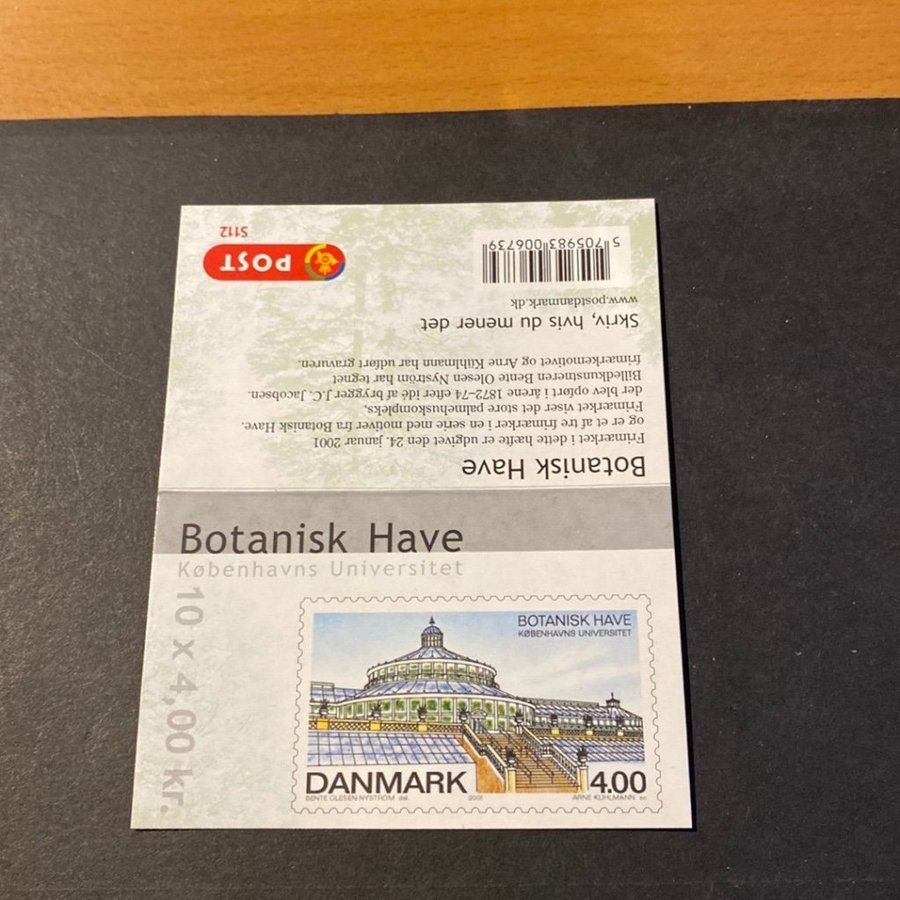 Botanisk Have
Københavns Universitet
10 x 4,00 kr.
BOTANISK HAVE
KØBENHAVNS UNIVERSITET
DANMARK
4.00
BENTE OLESEN NYSTRÖM del.
2001
ARNE KÜHLMANN sc.
Botanisk Have
Frimærket i dette hæfte er udgivet den 24. januar 2001
og er et af tre frimærker i en serie med motiver fra Botanisk Have.
Frimærket viser det store palmehuskompleks,
der blev opført i årene 1872–74 efter idé af brygger J.C. Jacobsen.
Billedkunstneren Bente Olesen Nyström har tegnet
frimærkemotivet og Arne Kühlmann har udført gravuren.
Skriv, hvis du mener det
www.postdanmark.dk
5 705983 006739
POST
S112